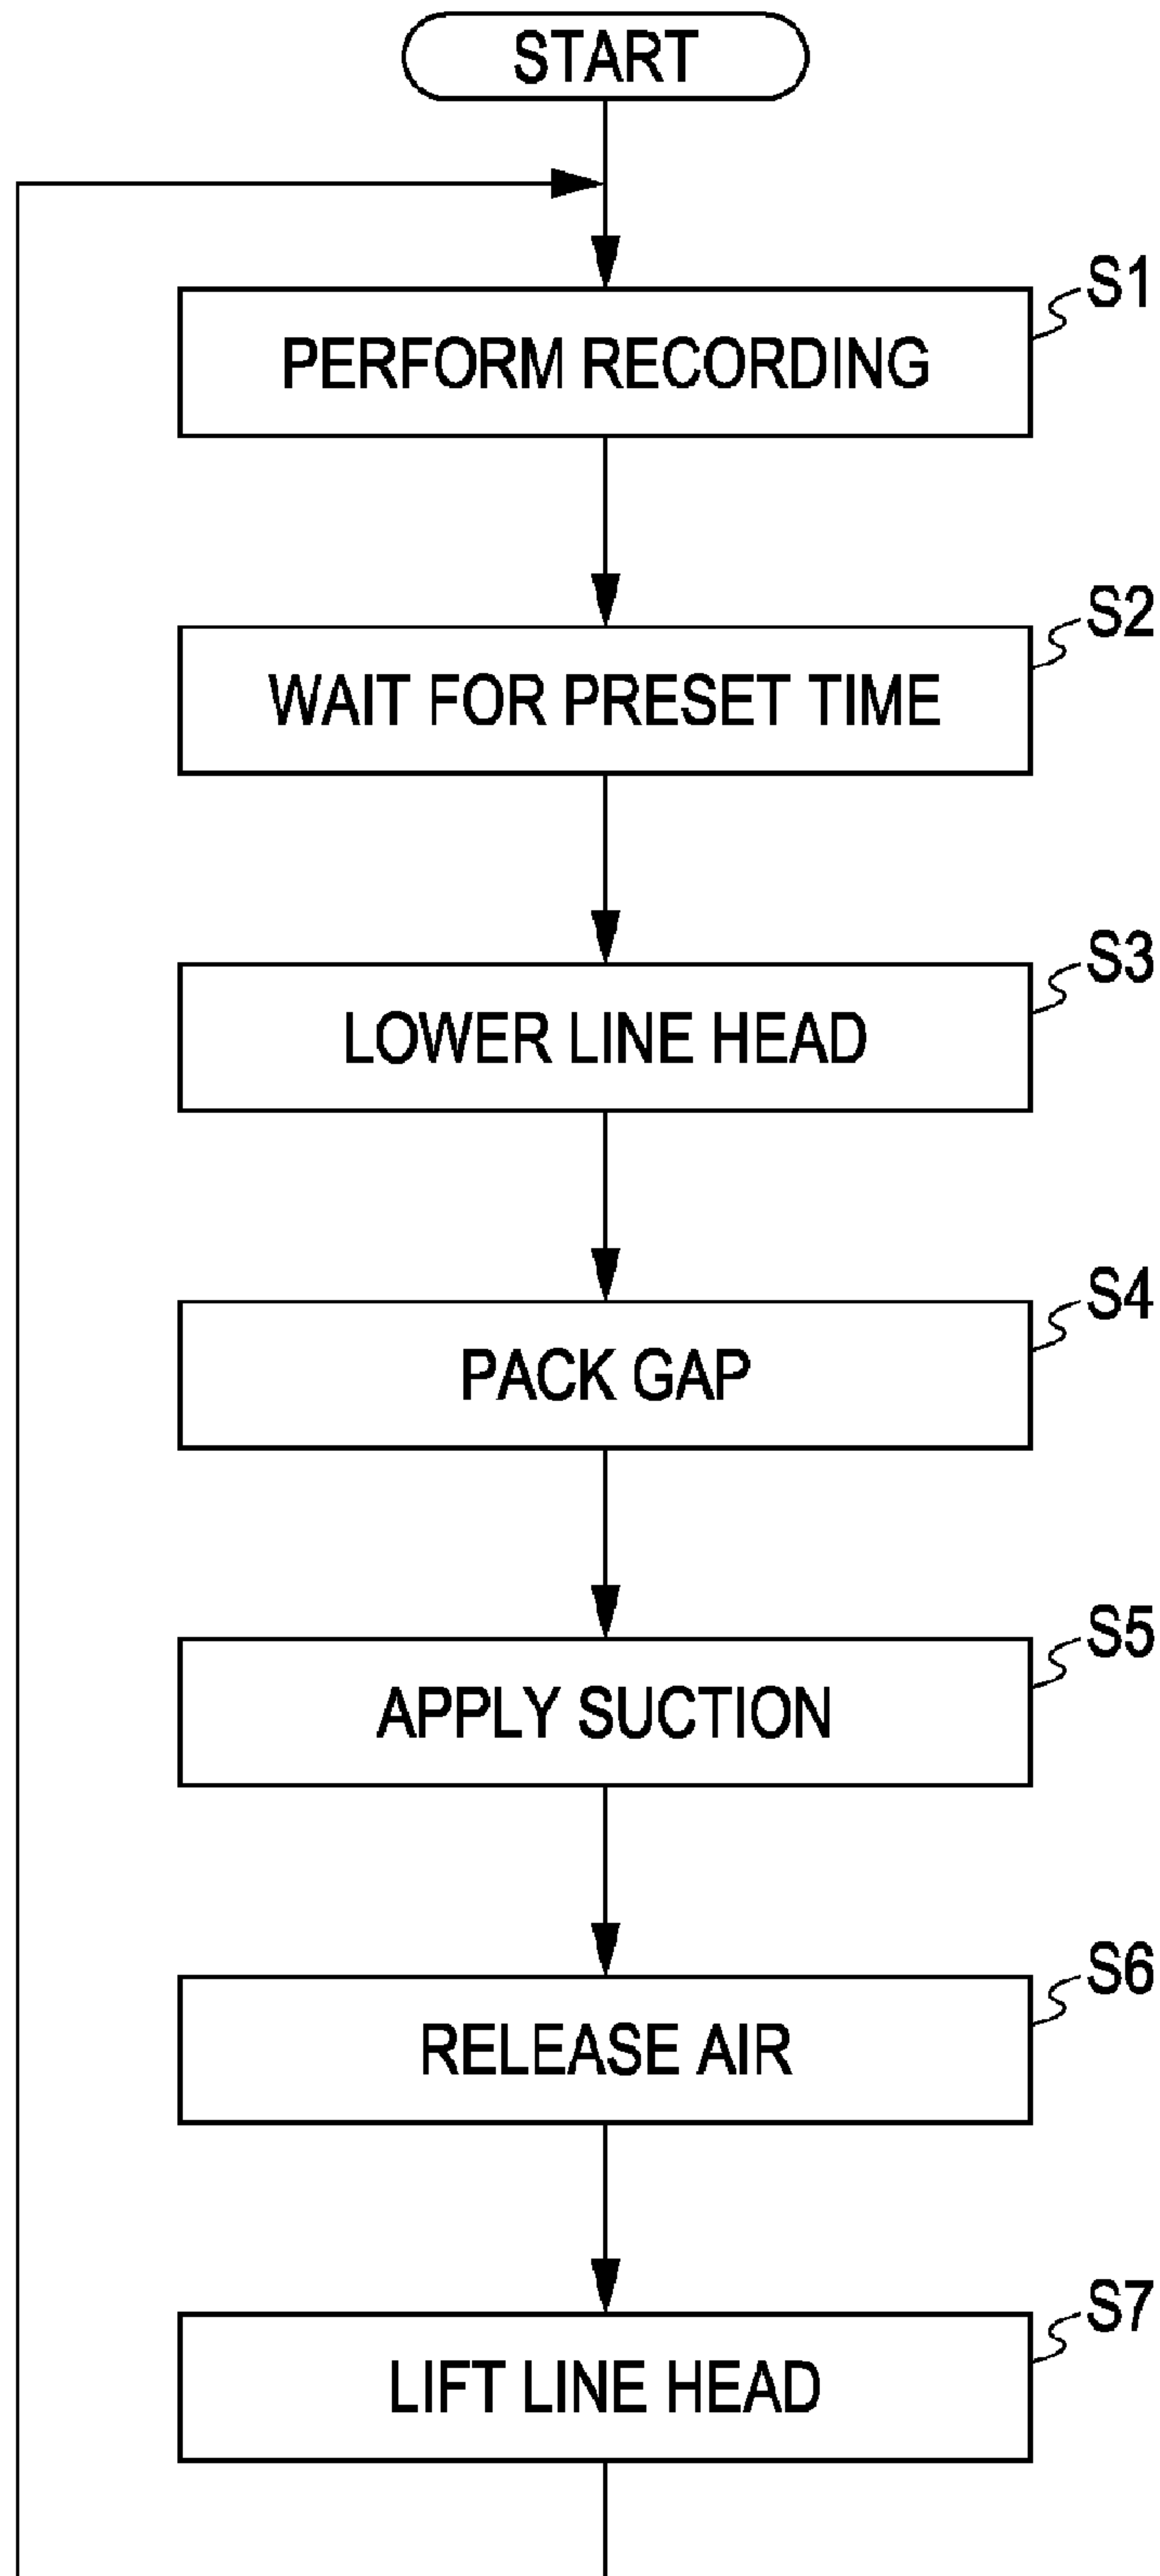 START
S1
PERFORM RECORDING
S2
WAIT FOR PRESET TIME
S3
LOWER LINE HEAD
S4
PACK GAP
S5
APPLY SUCTION
S6
RELEASE AIR
S7
LIFT LINE HEAD